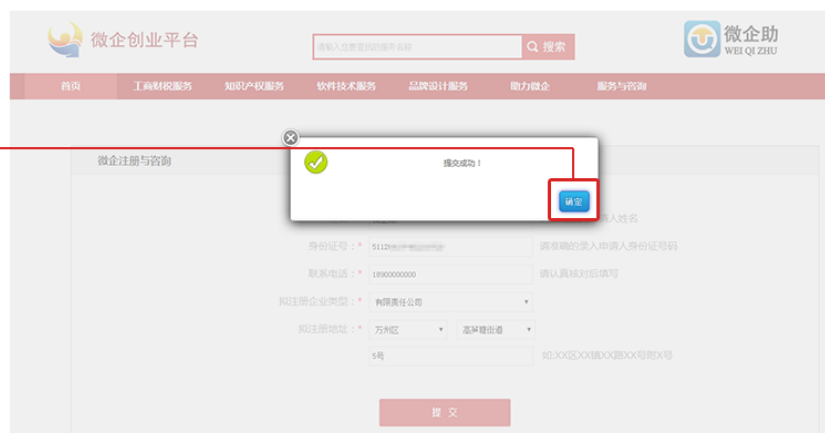 微企创业平台
请输入您要查找的服务名称
搜索
微企助
WEI QI ZHU
首页 工商财税服务 知识产权服务 软件技术服务 品牌设计服务 助力微企 服务与咨询
微企注册与咨询
提交成功！
确定
请人姓名
身份证号：* 5112 请准确的录入申请人身份证号码
联系电话：* 18900000000 请认真核对后填写
拟注册企业类型：* 有限责任公司
拟注册地址：* 万州区 高笋塘街道
5号 如:XX区XX镇XX路XX号附X号
提 交